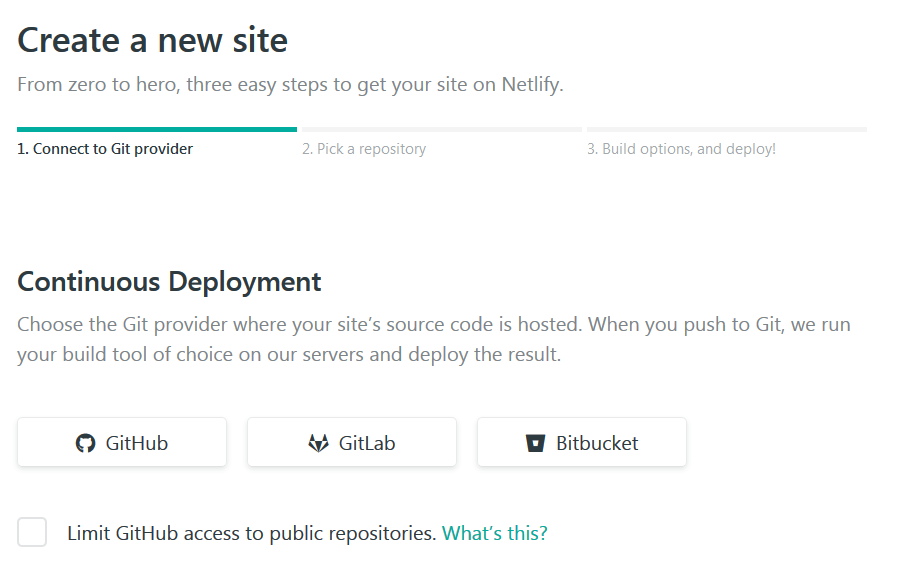 Create a new site
From zero to hero, three easy steps to get your site on Netlify.
1. Connect to Git provider
2. Pick a repository
3. Build options, and deploy!
Continuous Deployment
Choose the Git provider where your site’s source code is hosted. When you push to Git, we run
your build tool of choice on our servers and deploy the result.
GitHub
GitLab
Bitbucket
Limit GitHub access to public repositories. What’s this?